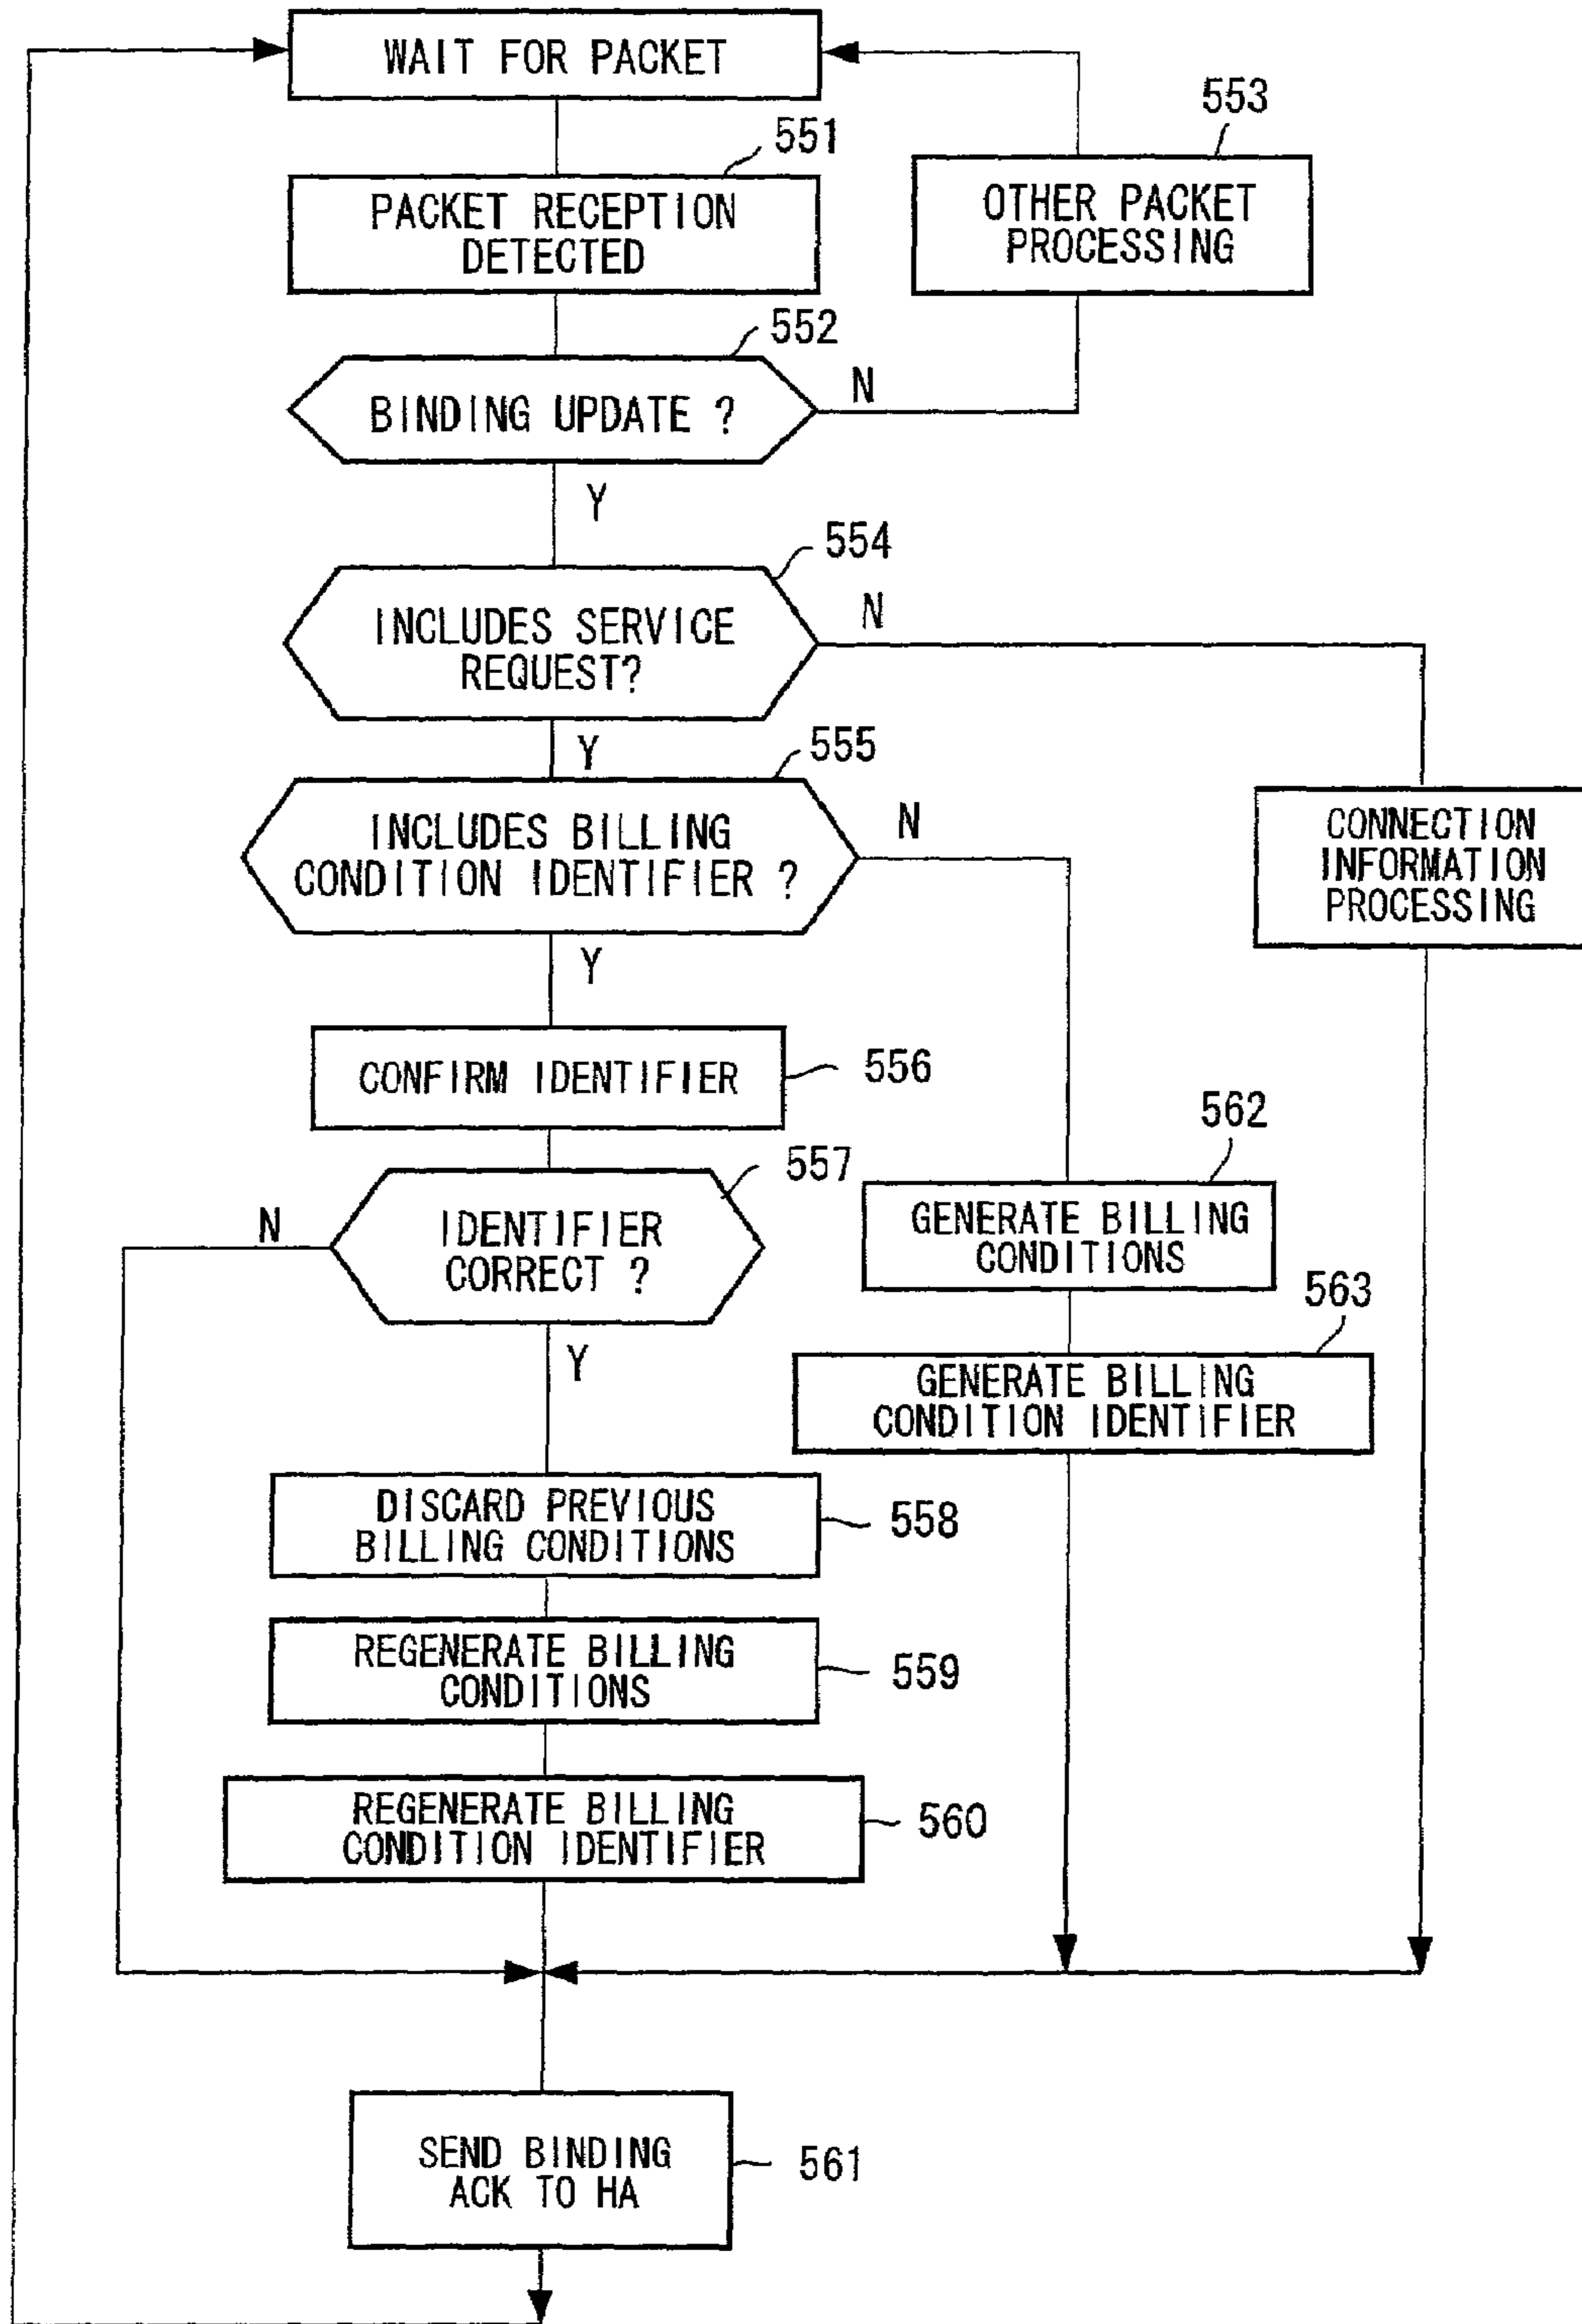 WAIT FOR PACKET
553
551
PACKET RECEPTION
DETECTED
OTHER PACKET
PROCESSING
552
BINDING UPDATE ?
N
Y
554
INCLUDES SERVICE
REQUEST?
N
Y
555
INCLUDES BILLING
CONDITION IDENTIFIER ?
N
CONNECTION
INFORMATION
PROCESSING
Y
CONFIRM IDENTIFIER
556
562
557
N
IDENTIFIER
CORRECT ?
GENERATE BILLING
CONDITIONS
563
Y
GENERATE BILLING
CONDITION IDENTIFIER
DISCARD PREVIOUS
BILLING CONDITIONS
558
REGENERATE BILLING
CONDITIONS
559
REGENERATE BILLING
CONDITION IDENTIFIER
560
SEND BINDING
ACK TO HA
561